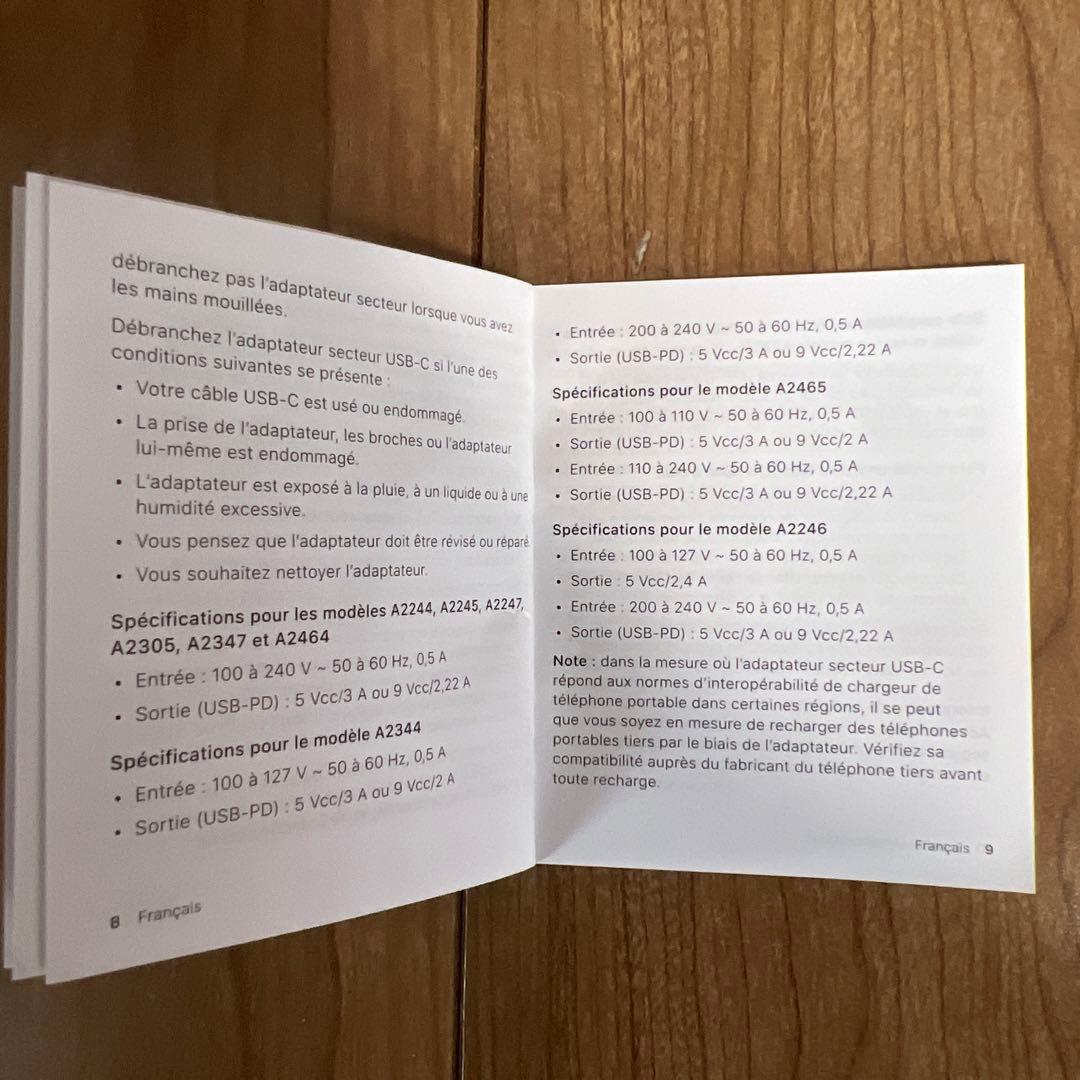 débranchez pas l'adaptateur secteur lorsque vous avez
les mains mouillées.
Débranchez l'adaptateur secteur USB-C si l'une des
conditions suivantes se présente :
• Votre câble USB-C est usé ou endommagé.
• La prise de l'adaptateur, les broches ou l'adaptateur
lui-même est endommagé.
• L'adaptateur est exposé à la pluie, à un liquide ou à une
humidité excessive.
• Vous pensez que l'adaptateur doit être révisé ou réparé.
• Vous souhaitez nettoyer l'adaptateur.
Spécifications pour les modèles A2244, A2245, A2247,
A2305, A2347 et A2464
• Entrée : 100 à 240 V ~ 50 à 60 Hz, 0,5 A
• Sortie (USB-PD) : 5 Vcc/3 A ou 9 Vcc/2,22 A
Spécifications pour le modèle A2344
• Entrée : 100 à 127 V ~ 50 à 60 Hz, 0,5 A
• Sortie (USB-PD) : 5 Vcc/3 A ou 9 Vcc/2 A
8 Français
• Entrée : 200 à 240 V ~ 50 à 60 Hz, 0,5 A
• Sortie (USB-PD) : 5 Vcc/3 A ou 9 Vcc/2,22 A
Spécifications pour le modèle A2465
• Entrée : 100 à 110 V ~ 50 à 60 Hz, 0,5 A
• Sortie (USB-PD) : 5 Vcc/3 A ou 9 Vcc/2 A
• Entrée : 110 à 240 V ~ 50 à 60 Hz, 0,5 A
• Sortie (USB-PD) : 5 Vcc/3 A ou 9 Vcc/2,22 A
Spécifications pour le modèle A2246
• Entrée : 100 à 127 V ~ 50 à 60 Hz, 0,5 A
• Sortie : 5 Vcc/2,4 A
• Entrée : 200 à 240 V ~ 50 à 60 Hz, 0,5 A
• Sortie (USB-PD) : 5 Vcc/3 A ou 9 Vcc/2,22 A
Note : dans la mesure où l'adaptateur secteur USB-C
répond aux normes d'interopérabilité de chargeur de
téléphone portable dans certaines régions, il se peut
que vous soyez en mesure de recharger des téléphones
portables tiers par le biais de l'adaptateur. Vérifiez sa
compatibilité auprès du fabricant du téléphone tiers avant
toute recharge.
Français 9